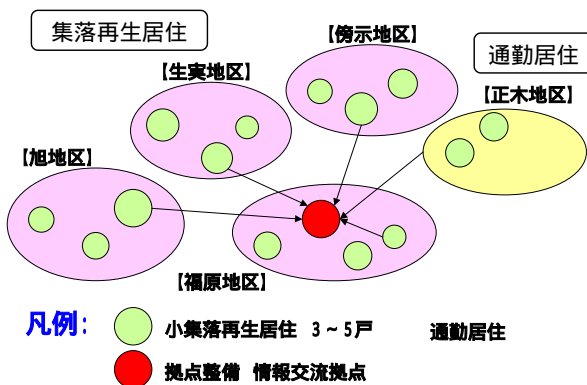 集落再生居住
【傍示地区】
通勤居住
【生実地区】
【正木地区】
【旭地区】
【福原地区】
凡例:
小集落再生居住 3~5戸 通勤居住
拠点整備 情報交流拠点